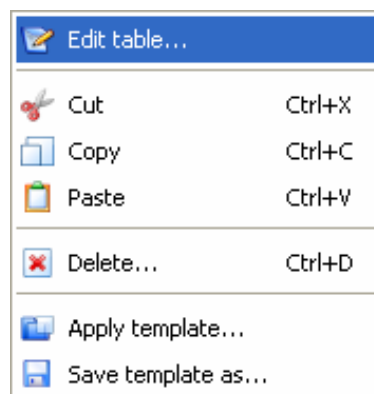 Edit table...
Cut Ctrl+X
Copy Ctrl+C
Paste Ctrl+V
Delete... Ctrl+D
Apply template...
Save template as...